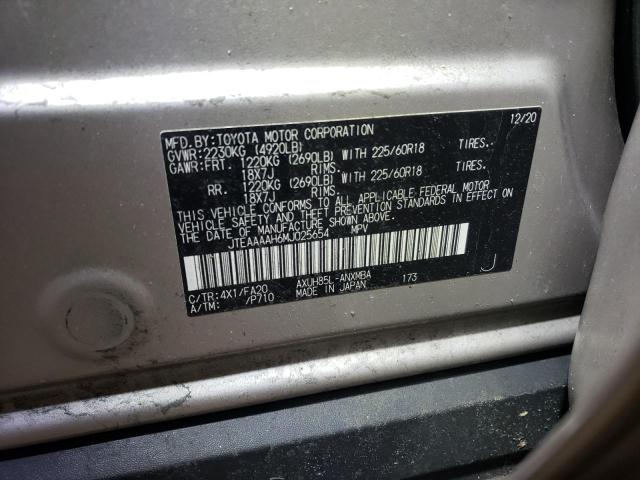 MFD.BY:TOYOTA MOTOR CORPORATION 12/20
GVWR:2230KG (4920LB)
GAWR:FRT. 1220KG (2690LB) WITH 225/60R18 TIRES.
18X7J RIMS.
RR. 1220KG (2690LB) WITH 225/60R18 TIRES.
18X7J RIMS.
THIS VEHICLE CONFORMS TO ALL APPLICABLE FEDERAL MOTOR
VEHICLE SAFETY AND THEFT PREVENTION STANDARDS IN EFFECT ON
THE DATE OF MANUFACTURE SHOWN ABOVE.
JTEAAAAH6MJ025654 MPV
C/TR:4X1/FA20 AXUH85L-ANXMBA 173
A/TM: /P710 MADE IN JAPAN J